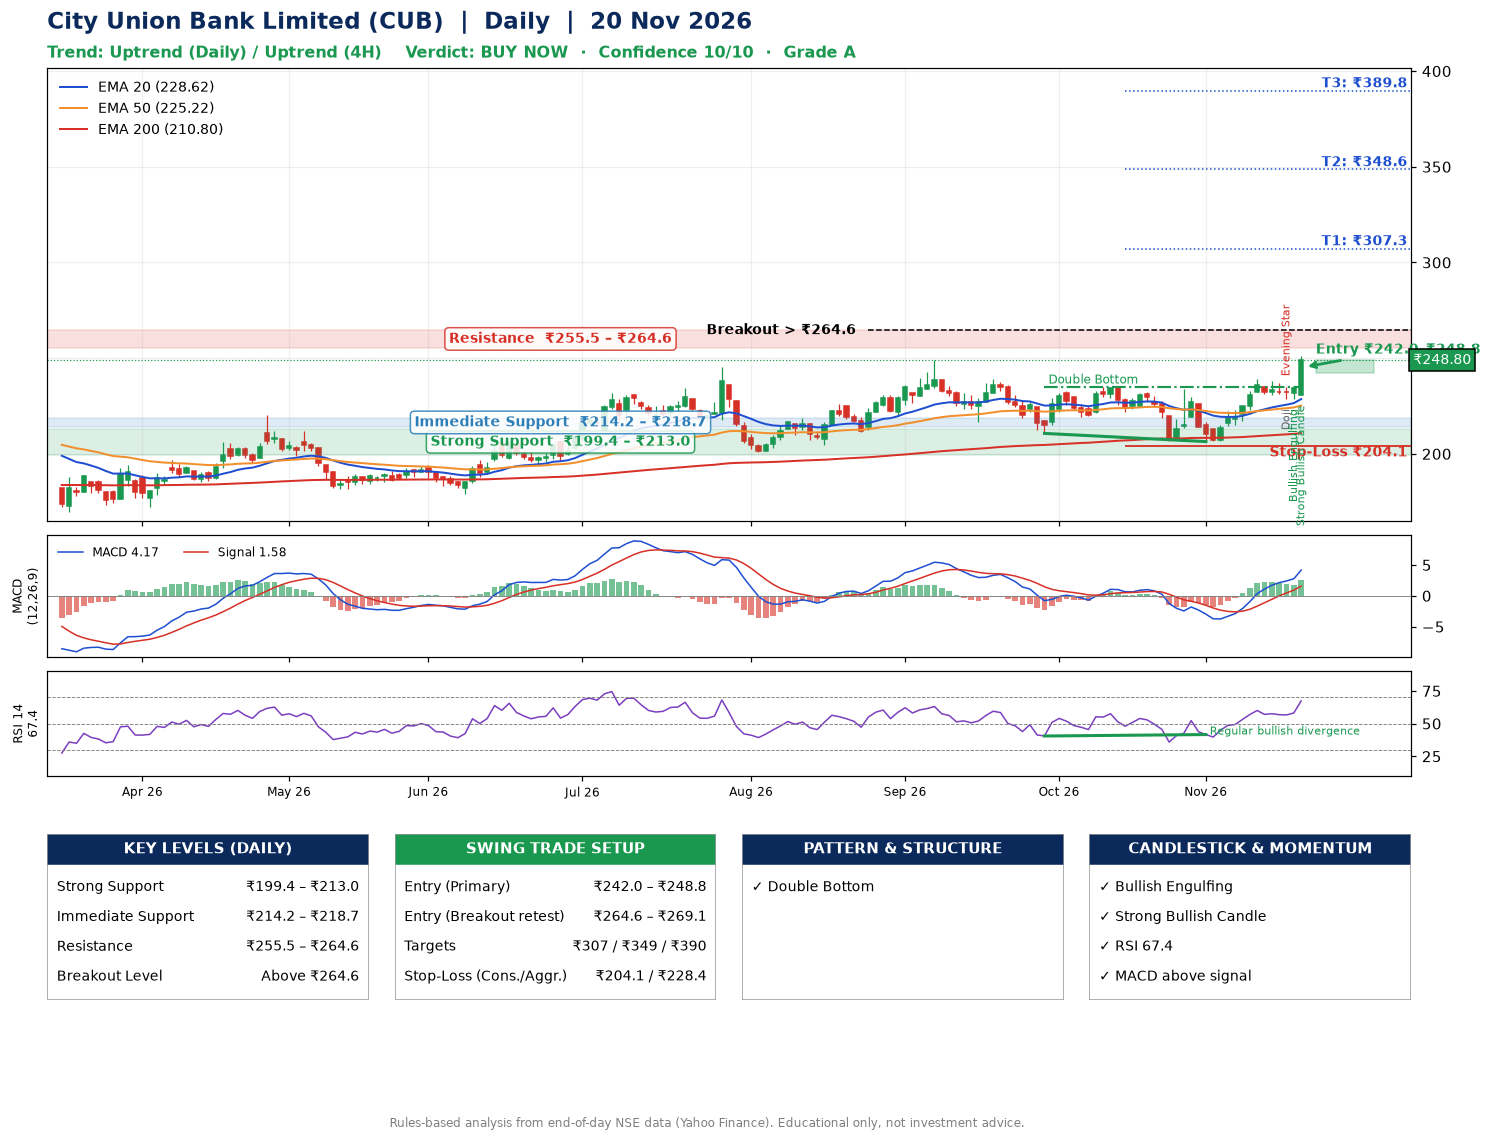 City Union Bank Limited (CUB) | Daily | 20 Nov 2026
Trend: Uptrend (Daily) / Uptrend (4H) Verdict: BUY NOW · Confidence 10/10 · Grade A
EMA 20 (228.62)
EMA 50 (225.22)
EMA 200 (210.80)
400
350
300
200
T3: ₹389.8
T2: ₹348.6
T1: ₹307.3
Resistance ₹255.5 – ₹264.6
Breakout > ₹264.6
Evening Star
Entry ₹242.0
₹248.80
Double Bottom
Immediate Support ₹214.2 – ₹218.7
Strong Support ₹199.4 – ₹213.0
Doji
Stop-Loss ₹204.1
Bullish Engulfing
Strong Bullish Candle
MACD 4.17 Signal 1.58
MACD
(12,26,9)
5
0
−5
RSI 14
67.4
75
50
25
Regular bullish divergence
Apr 26 May 26 Jun 26 Jul 26 Aug 26 Sep 26 Oct 26 Nov 26
KEY LEVELS (DAILY)
Strong Support ₹199.4 – ₹213.0
Immediate Support ₹214.2 – ₹218.7
Resistance ₹255.5 – ₹264.6
Breakout Level Above ₹264.6
SWING TRADE SETUP
Entry (Primary) ₹242.0 – ₹248.8
Entry (Breakout retest) ₹264.6 – ₹269.1
Targets ₹307 / ₹349 / ₹390
Stop-Loss (Cons./Aggr.) ₹204.1 / ₹228.4
PATTERN & STRUCTURE
✓ Double Bottom
CANDLESTICK & MOMENTUM
✓ Bullish Engulfing
✓ Strong Bullish Candle
✓ RSI 67.4
✓ MACD above signal
Rules-based analysis from end-of-day NSE data (Yahoo Finance). Educational only, not investment advice.